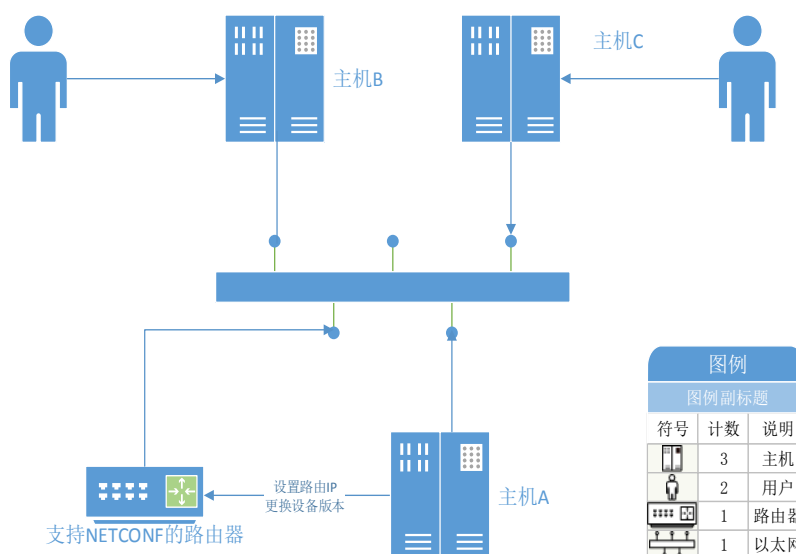 主机B
主机C
设置路由IP
更换设备版本
主机A
支持NETCONF的路由器
图例
图例副标题
符号 计数 说明
3 主机
2 用户
1 路由器
1 以太网